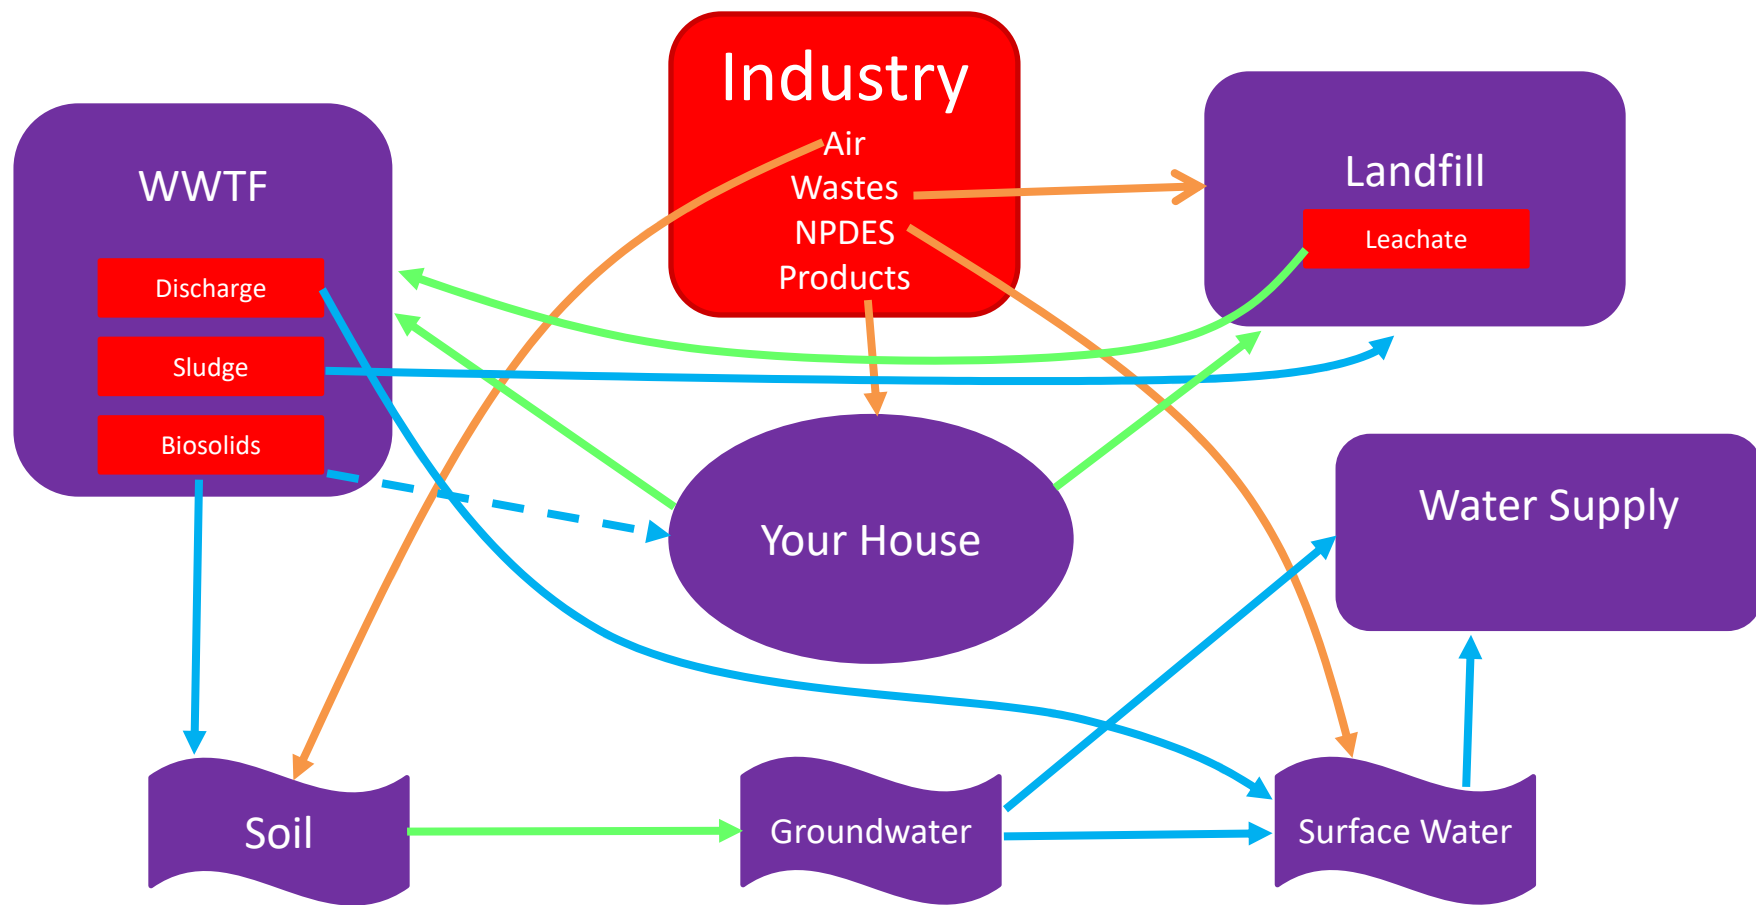 Industry
Air
Wastes
NPDES
Products
WWTF
Discharge
Sludge
Biosolids
Landfill
Leachate
Your House
Water Supply
Soil
Groundwater
Surface Water